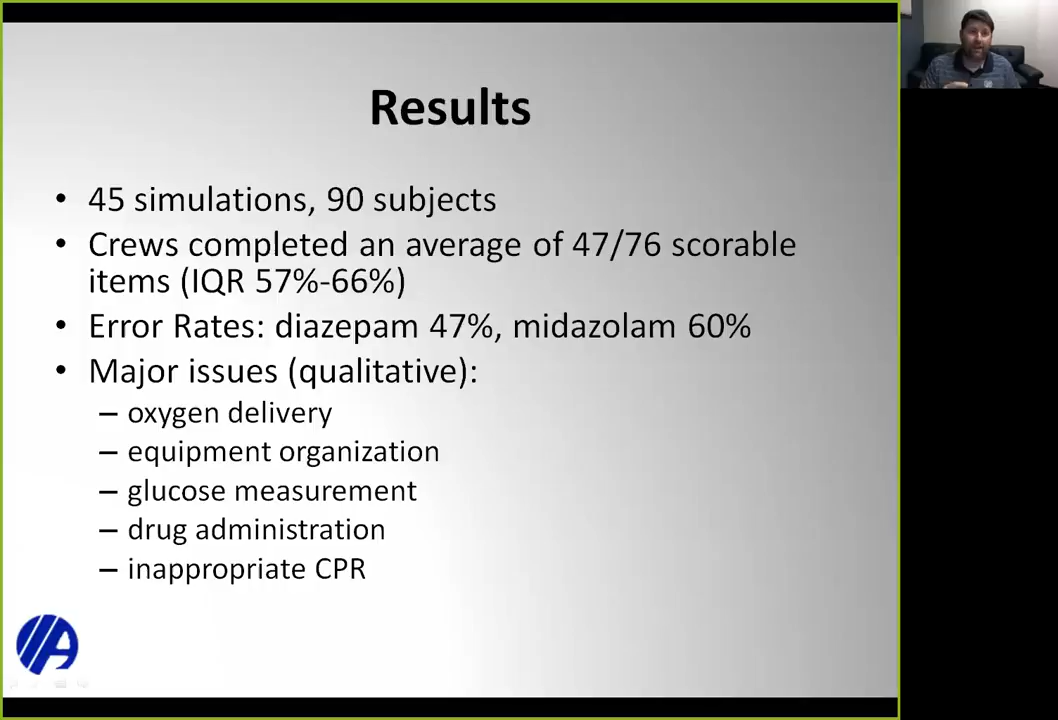 Results
• 45 simulations, 90 subjects
• Crews completed an average of 47/76 scorable
items (IQR 57%-66%)
• Error Rates: diazepam 47%, midazolam 60%
• Major issues (qualitative):
– oxygen delivery
– equipment organization
– glucose measurement
– drug administration
– inappropriate CPR